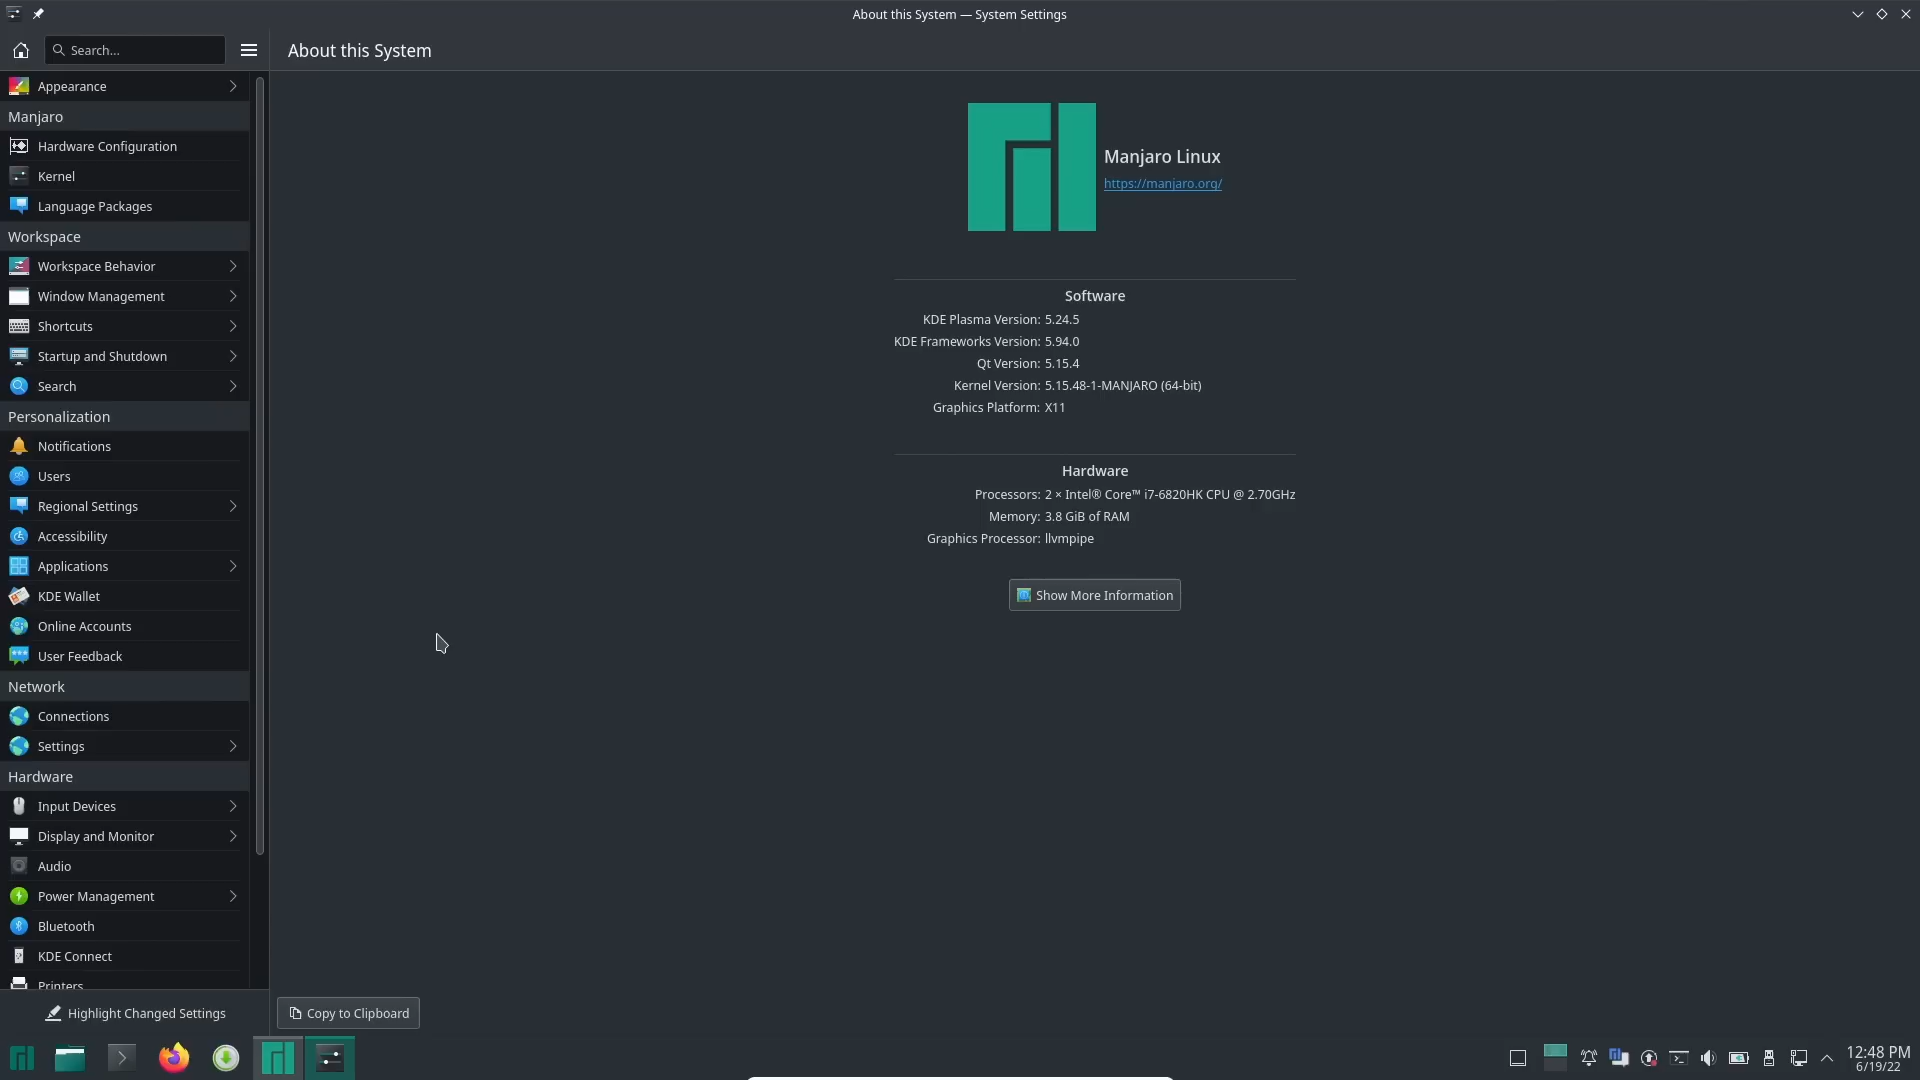 About this System — System Settings
Search...
About this System
Appearance
Manjaro
Hardware Configuration
Kernel
Language Packages
Workspace
Workspace Behavior
Window Management
Shortcuts
Startup and Shutdown
Search
Personalization
Notifications
Users
Regional Settings
Accessibility
Applications
KDE Wallet
Online Accounts
User Feedback
Network
Connections
Settings
Hardware
Input Devices
Display and Monitor
Audio
Power Management
Bluetooth
KDE Connect
Printers
Highlight Changed Settings
Manjaro Linux
https://manjaro.org/
Software
KDE Plasma Version: 5.24.5
KDE Frameworks Version: 5.94.0
Qt Version: 5.15.4
Kernel Version: 5.15.48-1-MANJARO (64-bit)
Graphics Platform: X11
Hardware
Processors: 2 × Intel® Core™ i7-6820HK CPU @ 2.70GHz
Memory: 3.8 GiB of RAM
Graphics Processor: llvmpipe
Show More Information
Copy to Clipboard
12:48 PM
6/19/22